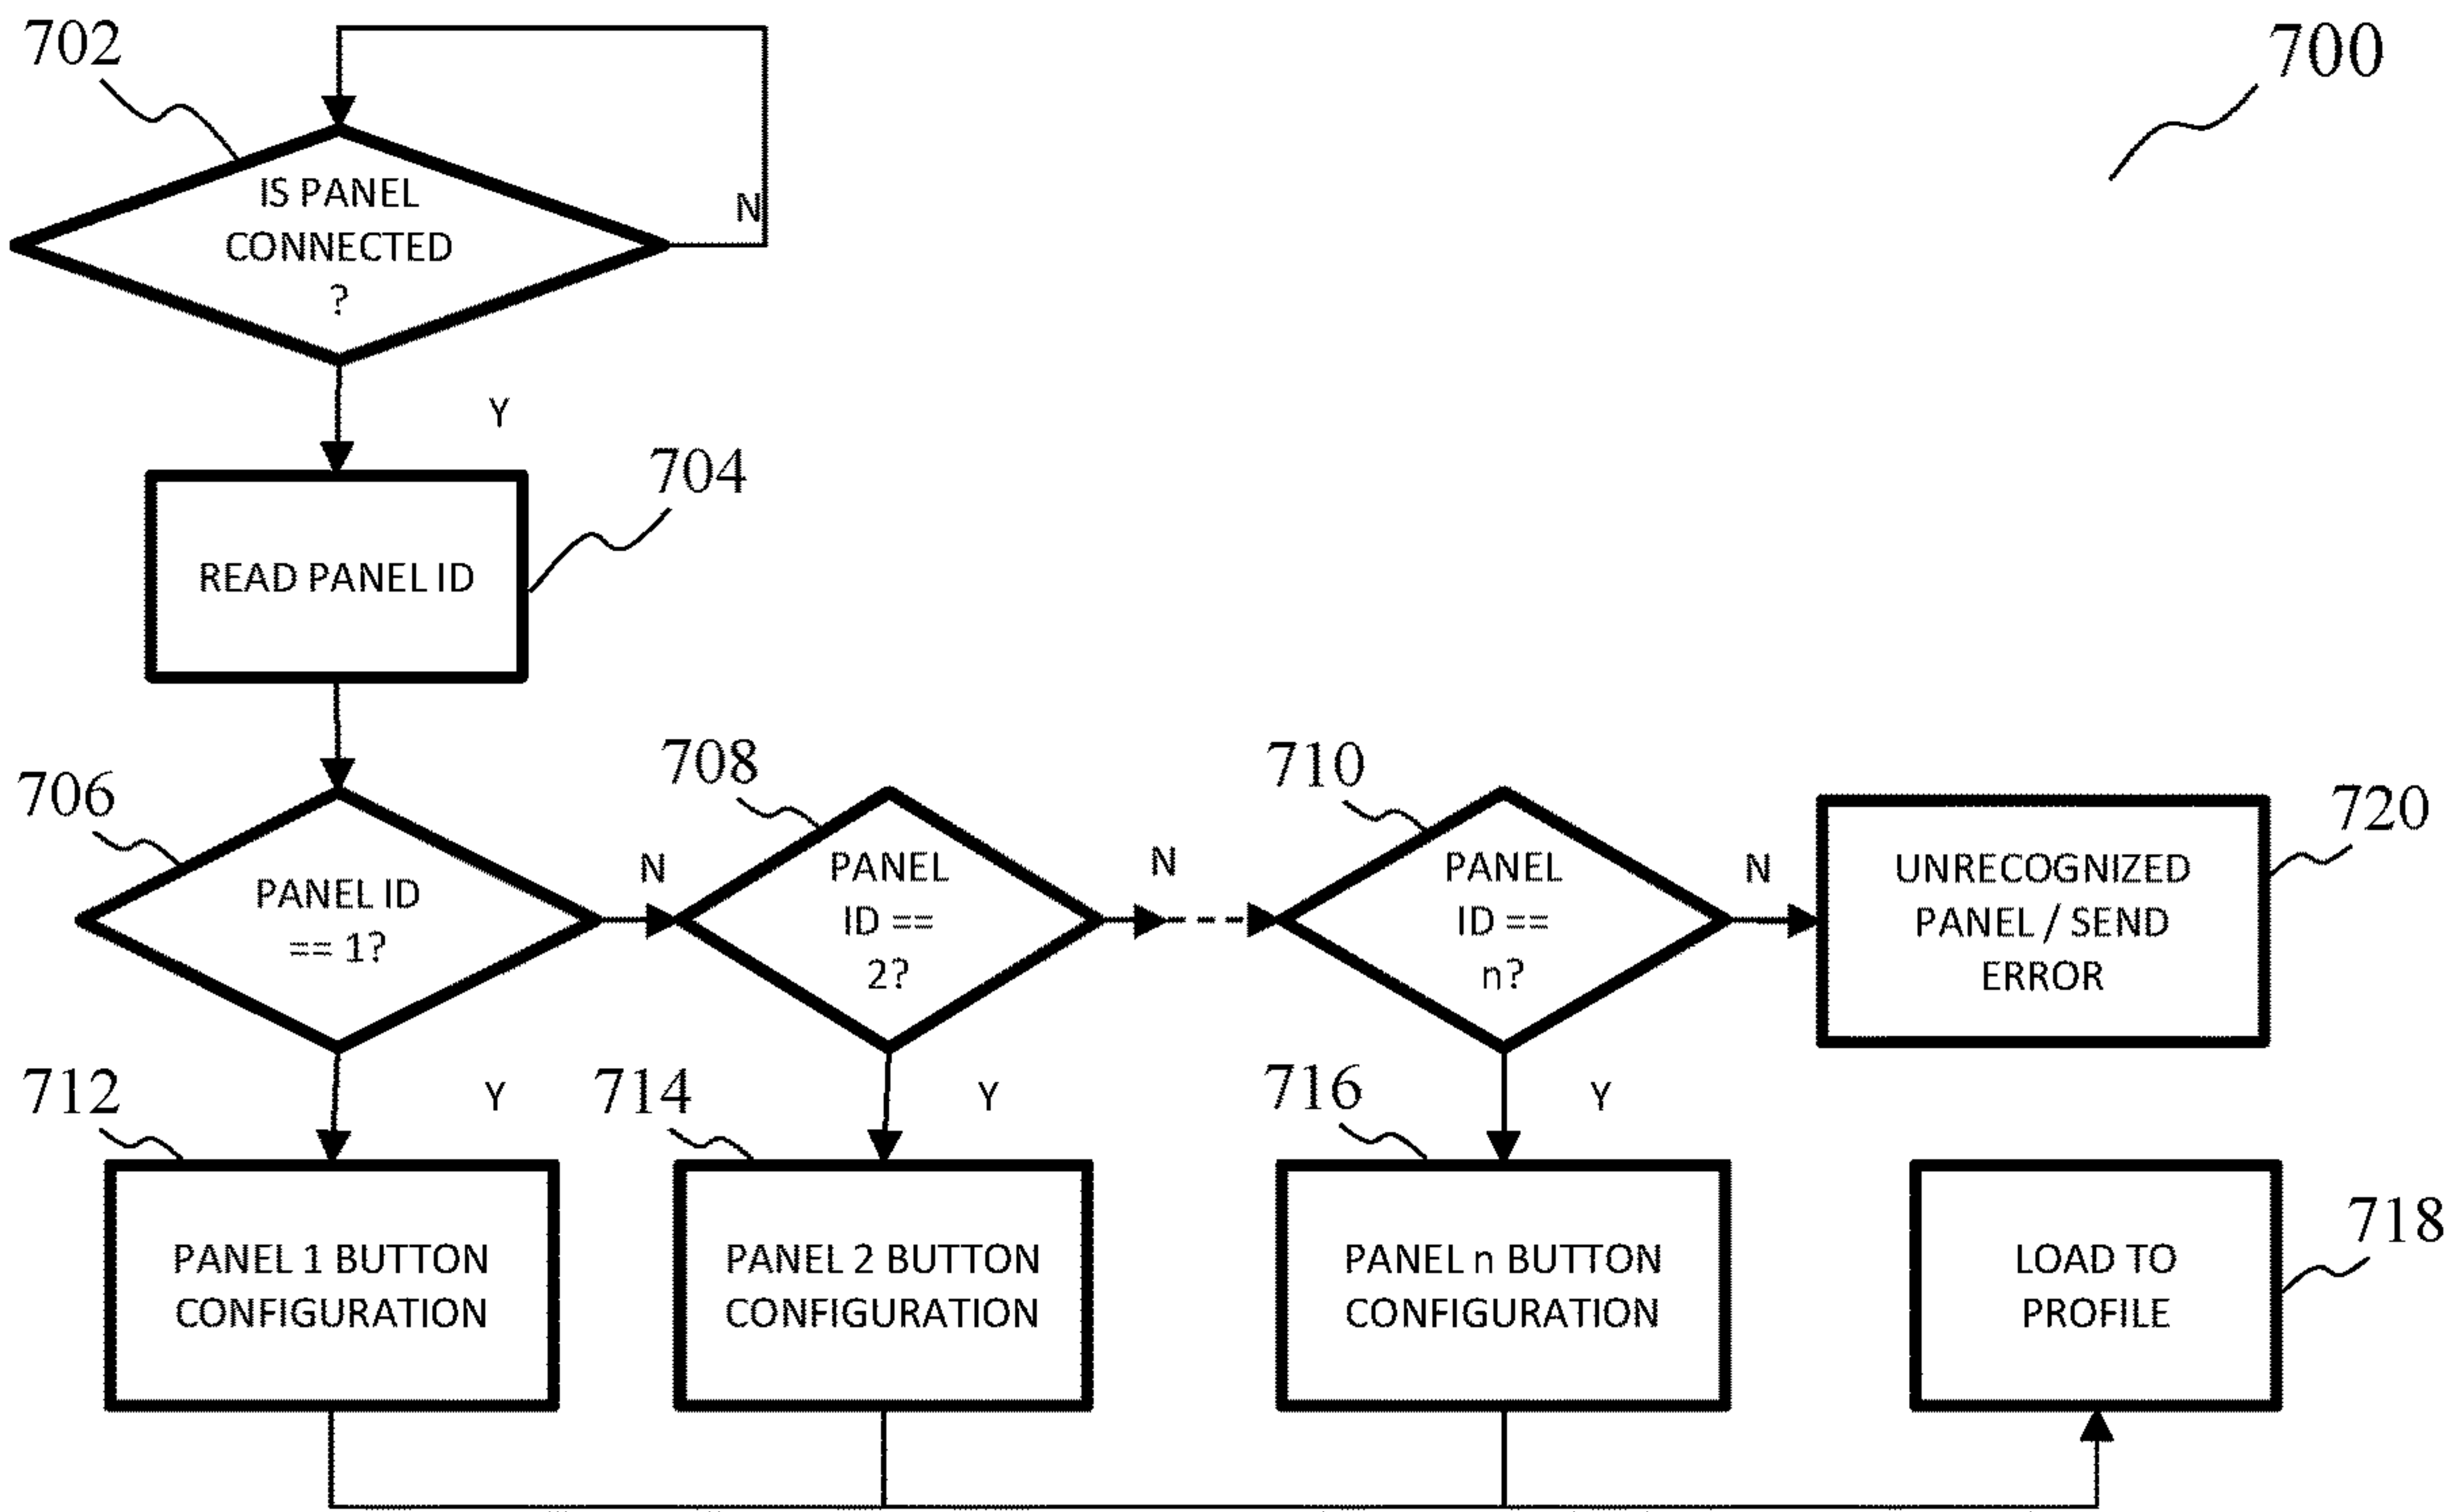 702
700
IS PANEL
CONNECTED
?
N
Y
704
READ PANEL ID
706
708
710
720
PANEL ID
== 1?
N
PANEL
ID ==
2?
N
PANEL
ID ==
n?
N
UNRECOGNIZED
PANEL / SEND
ERROR
712
Y
714
Y
716
Y
718
PANEL 1 BUTTON
CONFIGURATION
PANEL 2 BUTTON
CONFIGURATION
PANEL n BUTTON
CONFIGURATION
LOAD TO
PROFILE